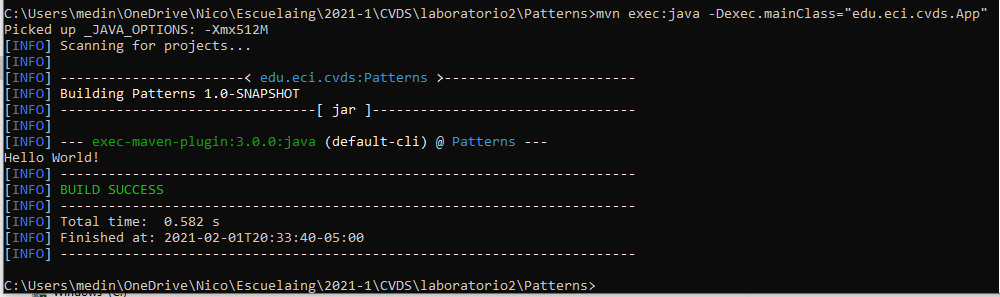 C:\Users\medin\OneDrive\Nico\Escuelaing\2021-1\CVDS\laboratorio2\Patterns>mvn exec:java -Dexec.mainClass="edu.eci.cvds.App"
Picked up _JAVA_OPTIONS: -Xmx512M
[INFO] Scanning for projects...
[INFO]
[INFO] -----------------------< edu.eci.cvds:Patterns >------------------------
[INFO] Building Patterns 1.0-SNAPSHOT
[INFO] --------------------------------[ jar ]---------------------------------
[INFO]
[INFO] --- exec-maven-plugin:3.0.0:java (default-cli) @ Patterns ---
Hello World!
[INFO] ------------------------------------------------------------------------
[INFO] BUILD SUCCESS
[INFO] ------------------------------------------------------------------------
[INFO] Total time:  0.582 s
[INFO] Finished at: 2021-02-01T20:33:40-05:00
[INFO] ------------------------------------------------------------------------
C:\Users\medin\OneDrive\Nico\Escuelaing\2021-1\CVDS\laboratorio2\Patterns>